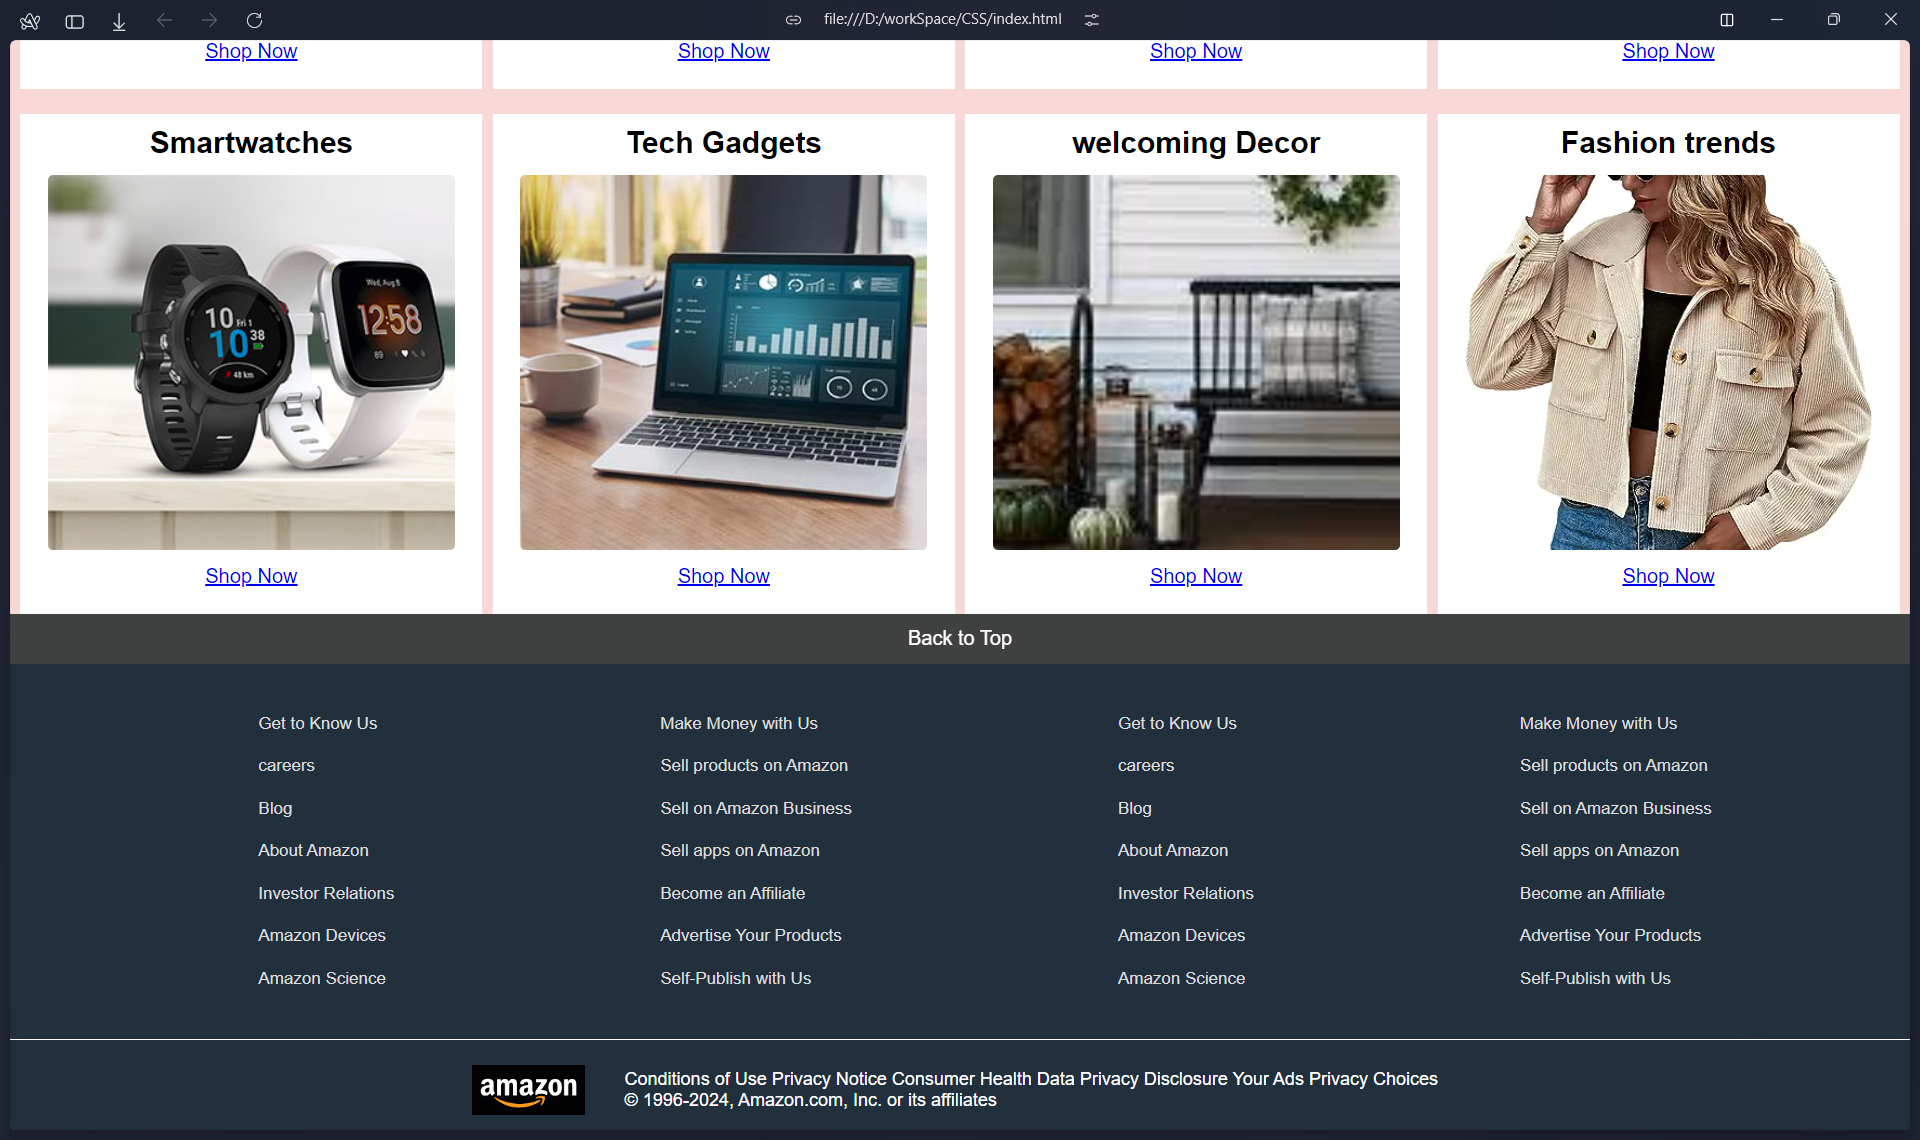 file:///D:/workSpace/CSS/index.html
Shop Now Shop Now Shop Now Shop Now
Smartwatches Tech Gadgets welcoming Decor Fashion trends
Wed, Aug 8
12:58
89
10 Fri 1
10 38
48 km
Shop Now Shop Now Shop Now Shop Now
Back to Top
Get to Know Us Make Money with Us Get to Know Us Make Money with Us
careers Sell products on Amazon careers Sell products on Amazon
Blog Sell on Amazon Business Blog Sell on Amazon Business
About Amazon Sell apps on Amazon About Amazon Sell apps on Amazon
Investor Relations Become an Affiliate Investor Relations Become an Affiliate
Amazon Devices Advertise Your Products Amazon Devices Advertise Your Products
Amazon Science Self-Publish with Us Amazon Science Self-Publish with Us
amazon
Conditions of Use Privacy Notice Consumer Health Data Privacy Disclosure Your Ads Privacy Choices
© 1996-2024, Amazon.com, Inc. or its affiliates